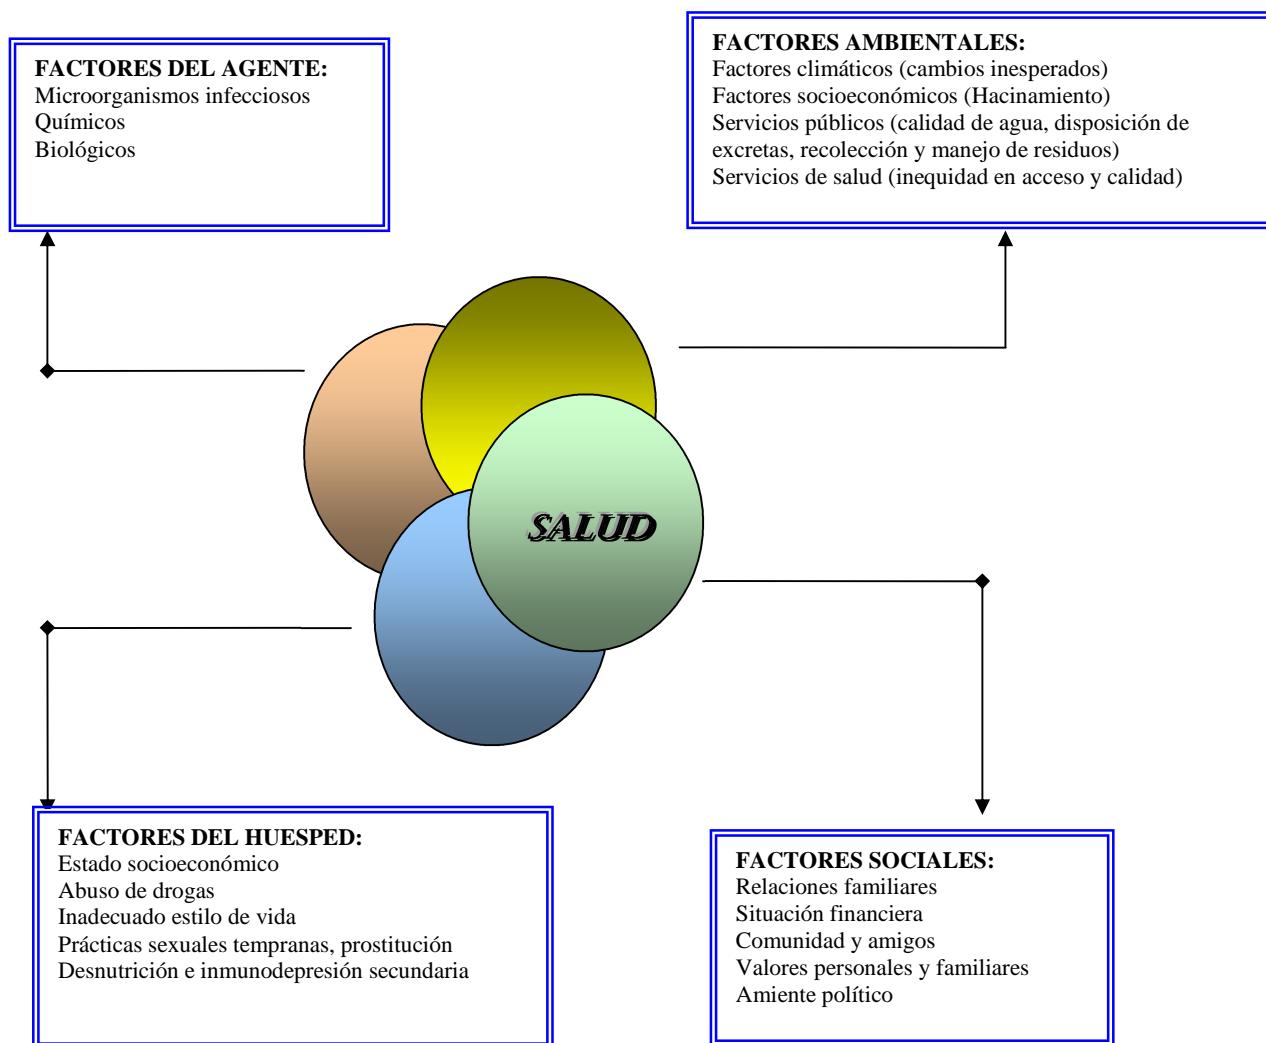 FACTORES DEL AGENTE:
Microorganismos infecciosos
Químicos
Biológicos
FACTORES AMBIENTALES:
Factores climáticos (cambios inesperados)
Factores socioeconómicos (Hacinamiento)
Servicios públicos (calidad de agua, disposición de
excretas, recolección y manejo de residuos)
Servicios de salud (inequidad en acceso y calidad)
SALUD
FACTORES DEL HUESPED:
Estado socioeconómico
Abuso de drogas
Inadecuado estilo de vida
Prácticas sexuales tempranas, prostitución
Desnutrición e inmunodepresión secundaria
FACTORES SOCIALES:
Relaciones familiares
Situación financiera
Comunidad y amigos
Valores personales y familiares
Amiente político